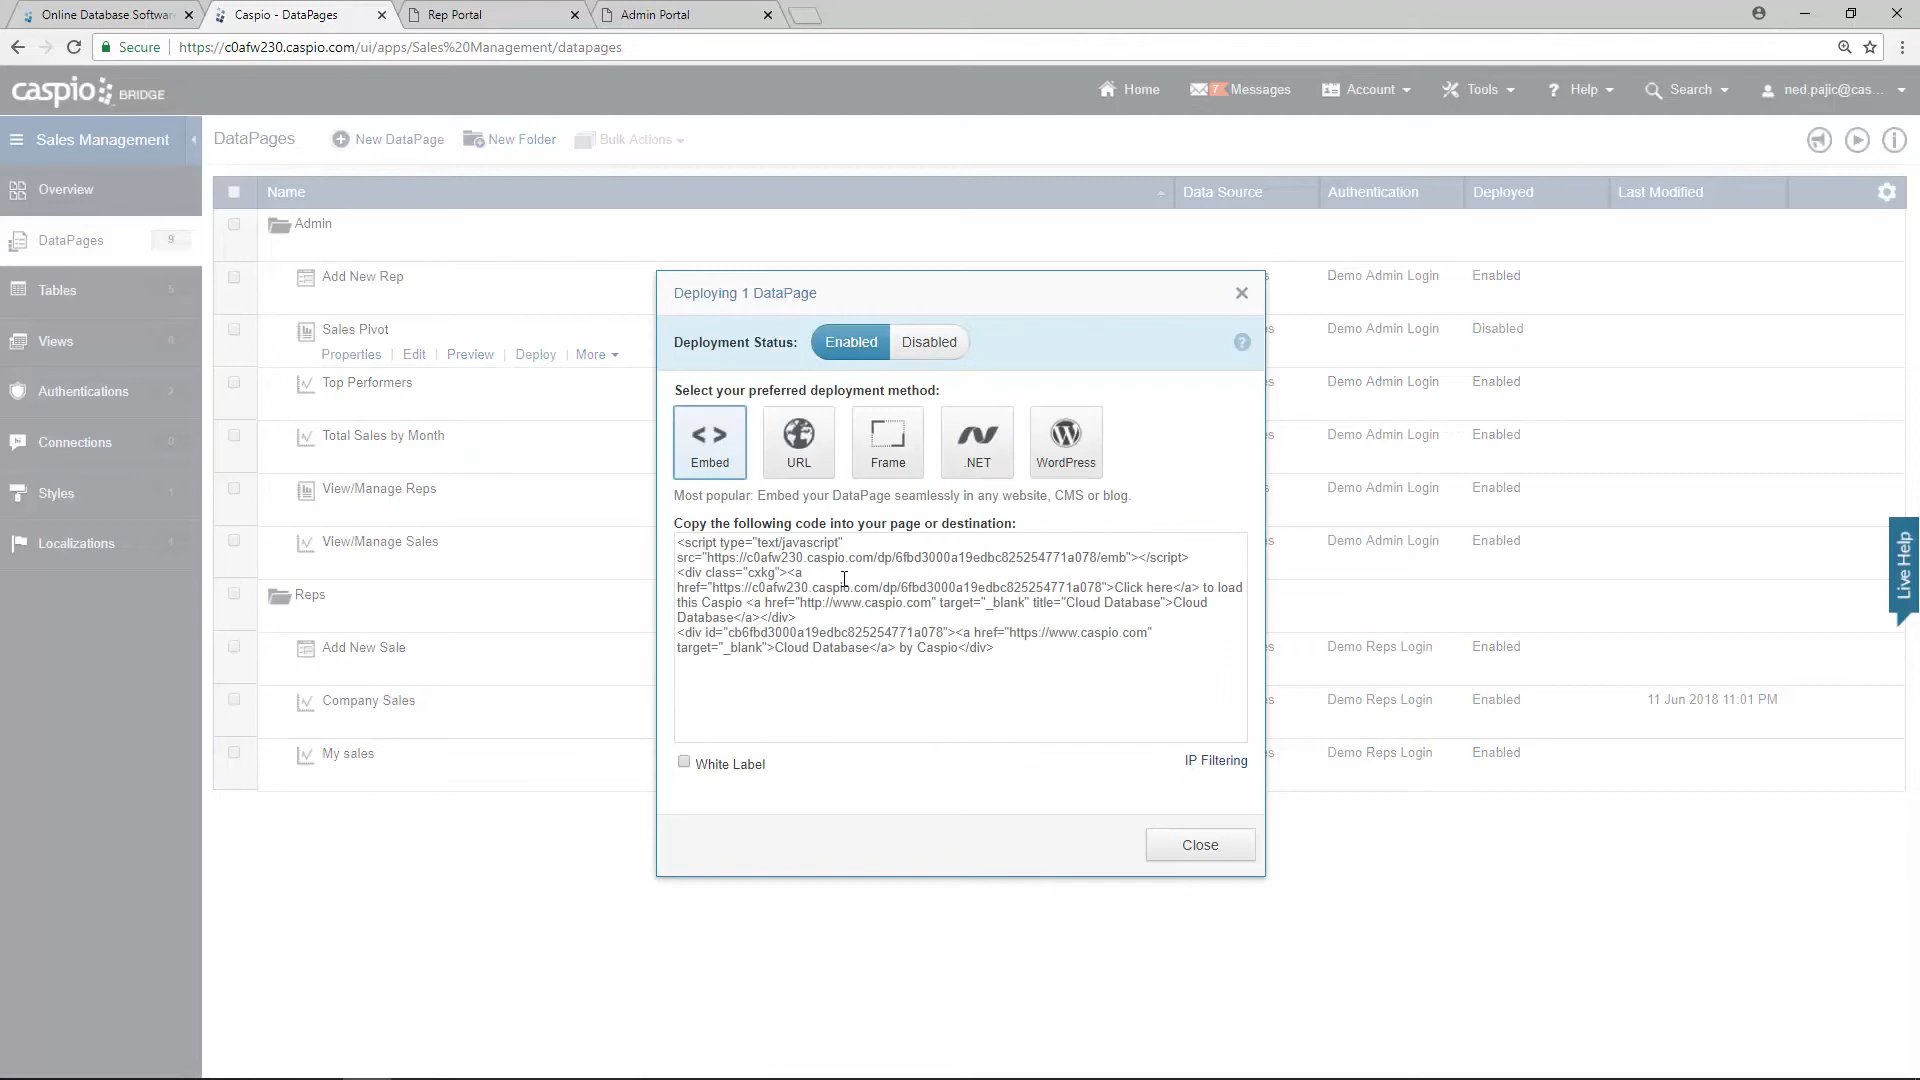 Online Database Software
Caspio - DataPages
Rep Portal
Admin Portal
Secure
https://c0afw230.caspio.com/ui/apps/Sales%20Management/datapages
caspio BRIDGE
Home
7 Messages
Account
Tools
? Help
Search
ned.pajic@cas...
Sales Management
DataPages
New DataPage
New Folder
Bulk Actions
Overview
DataPages 9
Tables 5
Views 0
Authentications
Connections 0
Styles 1
Localizations 1
Name
Data Source
Authentication
Deployed
Last Modified
Admin
Add New Rep
Demo Admin Login
Enabled
Sales Pivot
Demo Admin Login
Disabled
Properties | Edit | Preview | Deploy | More
Top Performers
Demo Admin Login
Enabled
Total Sales by Month
Demo Admin Login
Enabled
View/Manage Reps
Demo Admin Login
Enabled
View/Manage Sales
Demo Admin Login
Enabled
Reps
Add New Sale
Demo Reps Login
Enabled
Company Sales
Demo Reps Login
Enabled
11 Jun 2018 11:01 PM
My sales
Demo Reps Login
Enabled
Deploying 1 DataPage
Deployment Status:
Enabled
Disabled
?
Select your preferred deployment method:
Embed
URL
Frame
.NET
WordPress
Most popular: Embed your DataPage seamlessly in any website, CMS or blog.
Copy the following code into your page or destination:
<script type="text/javascript"
src="https://c0afw230.caspio.com/dp/6fbd3000a19edbc825254771a078/emb"></script>
<div class="cxkg"><a
href="https://c0afw230.caspio.com/dp/6fbd3000a19edbc825254771a078">Click here</a> to load
this Caspio <a href="http://www.caspio.com" target="_blank" title="Cloud Database">Cloud
Database</a></div>
<div id="cb6fbd3000a19edbc825254771a078"><a href="https://www.caspio.com"
target="_blank">Cloud Database</a> by Caspio</div>
White Label
IP Filtering
Close
Live Help